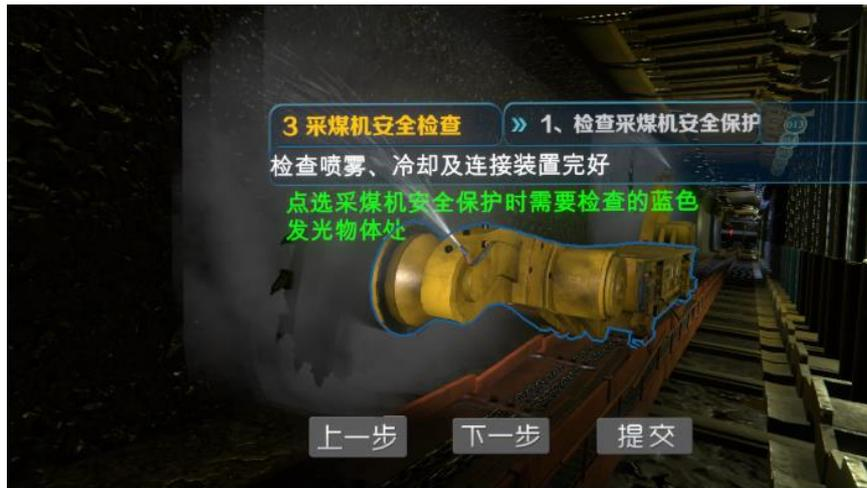 3 采煤机安全检查
» 1、检查采煤机安全保护
检查喷雾、冷却及连接装置完好
点选采煤机安全保护时需要检查的蓝色
发光物体处
上一步
下一步
提交